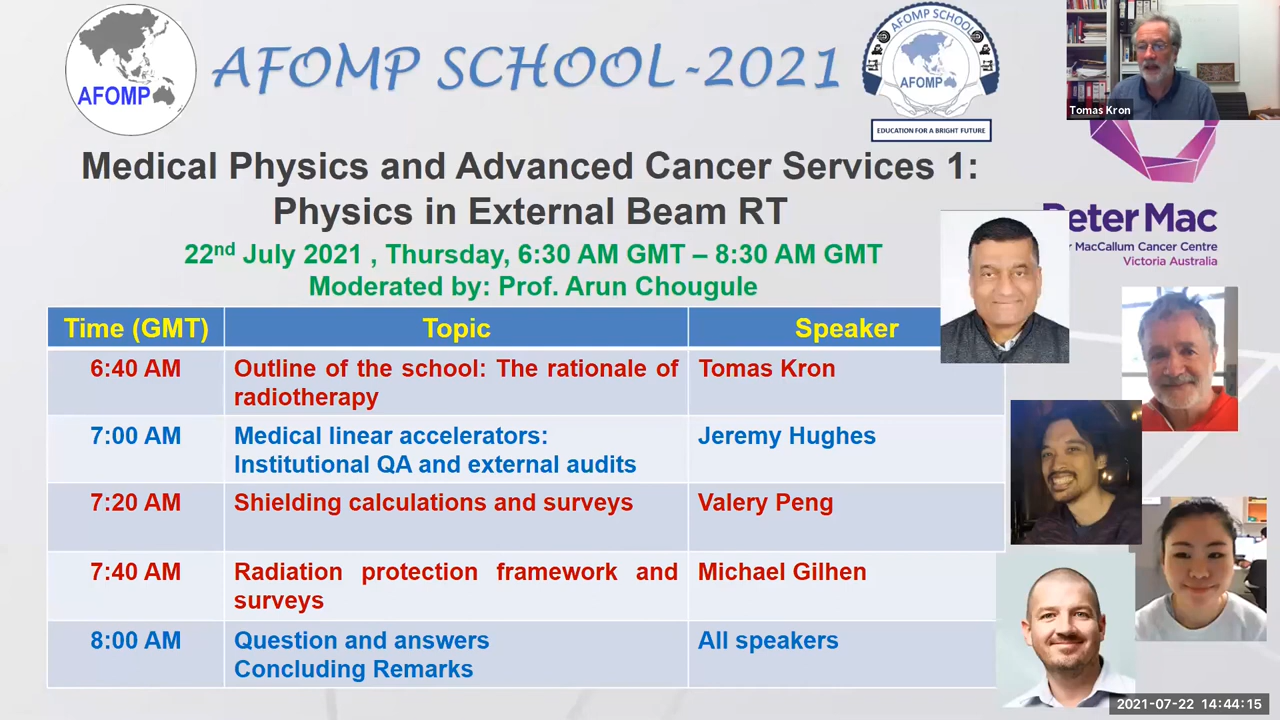 AFOMP
AFOMP SCHOOL-2021
AFOMP SCHOOL
AFOMP
EDUCATION FOR A BRIGHT FUTURE
Tomas Kron
Medical Physics and Advanced Cancer Services 1:
Physics in External Beam RT
22nd July 2021 , Thursday, 6:30 AM GMT – 8:30 AM GMT
Moderated by: Prof. Arun Chougule
Peter Mac
MacCallum Cancer Centre
Victoria Australia
Time (GMT) Topic Speaker
6:40 AM Outline of the school: The rationale of Tomas Kron
radiotherapy
7:00 AM Medical linear accelerators: Jeremy Hughes
Institutional QA and external audits
7:20 AM Shielding calculations and surveys Valery Peng
7:40 AM Radiation protection framework and Michael Gilhen
surveys
8:00 AM Question and answers All speakers
Concluding Remarks
2021-07-22 14:44:15